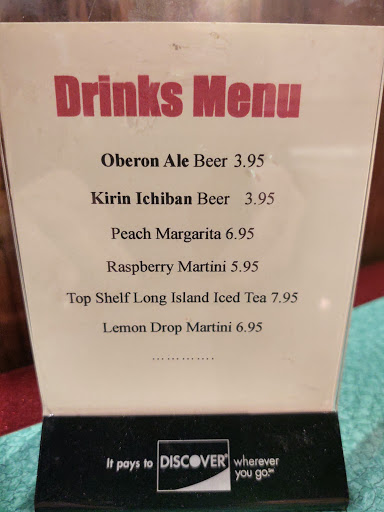 Drinks Menu
Oberon Ale Beer 3.95
Kirin Ichiban Beer 3.95
Peach Margarita 6.95
Raspberry Martini 5.95
Top Shelf Long Island Iced Tea 7.95
Lemon Drop Martini 6.95
.............
It pays to DISCOVER® wherever
you go.℠